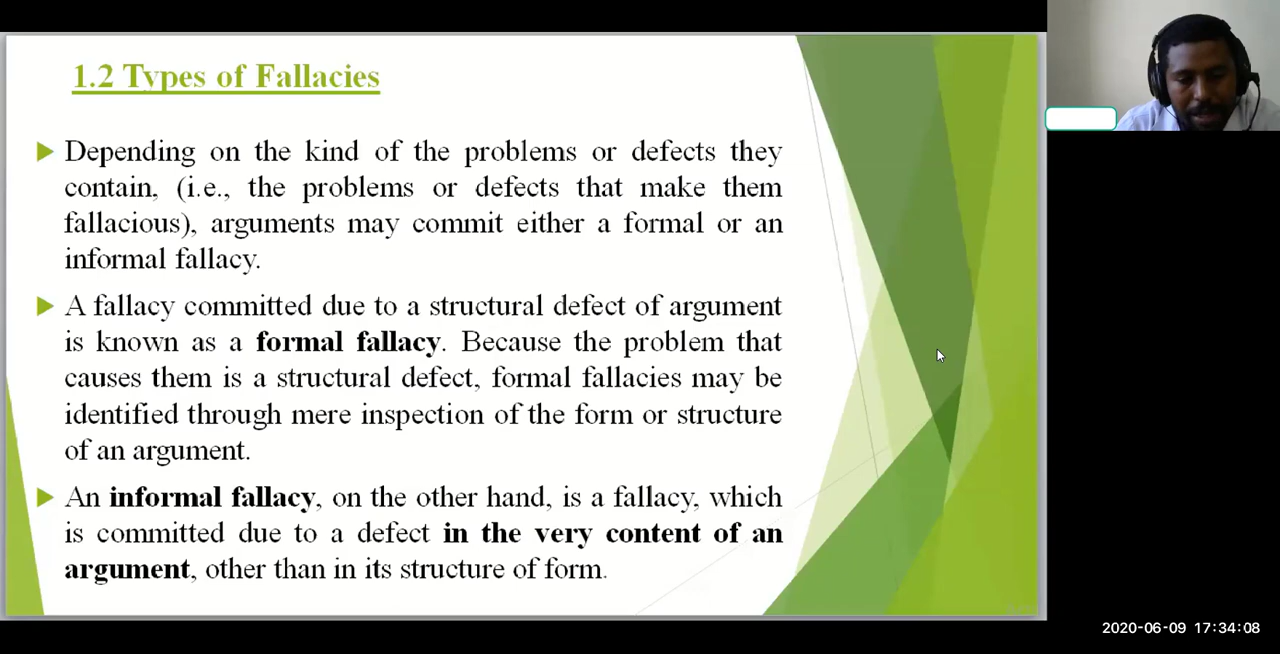 1.2 Types of Fallacies
Depending on the kind of the problems or defects they
contain, (i.e., the problems or defects that make them
fallacious), arguments may commit either a formal or an
informal fallacy.
A fallacy committed due to a structural defect of argument
is known as a formal fallacy. Because the problem that
causes them is a structural defect, formal fallacies may be
identified through mere inspection of the form or structure
of an argument.
An informal fallacy, on the other hand, is a fallacy, which
is committed due to a defect in the very content of an
argument, other than in its structure of form.
2020-06-09 17:34:08